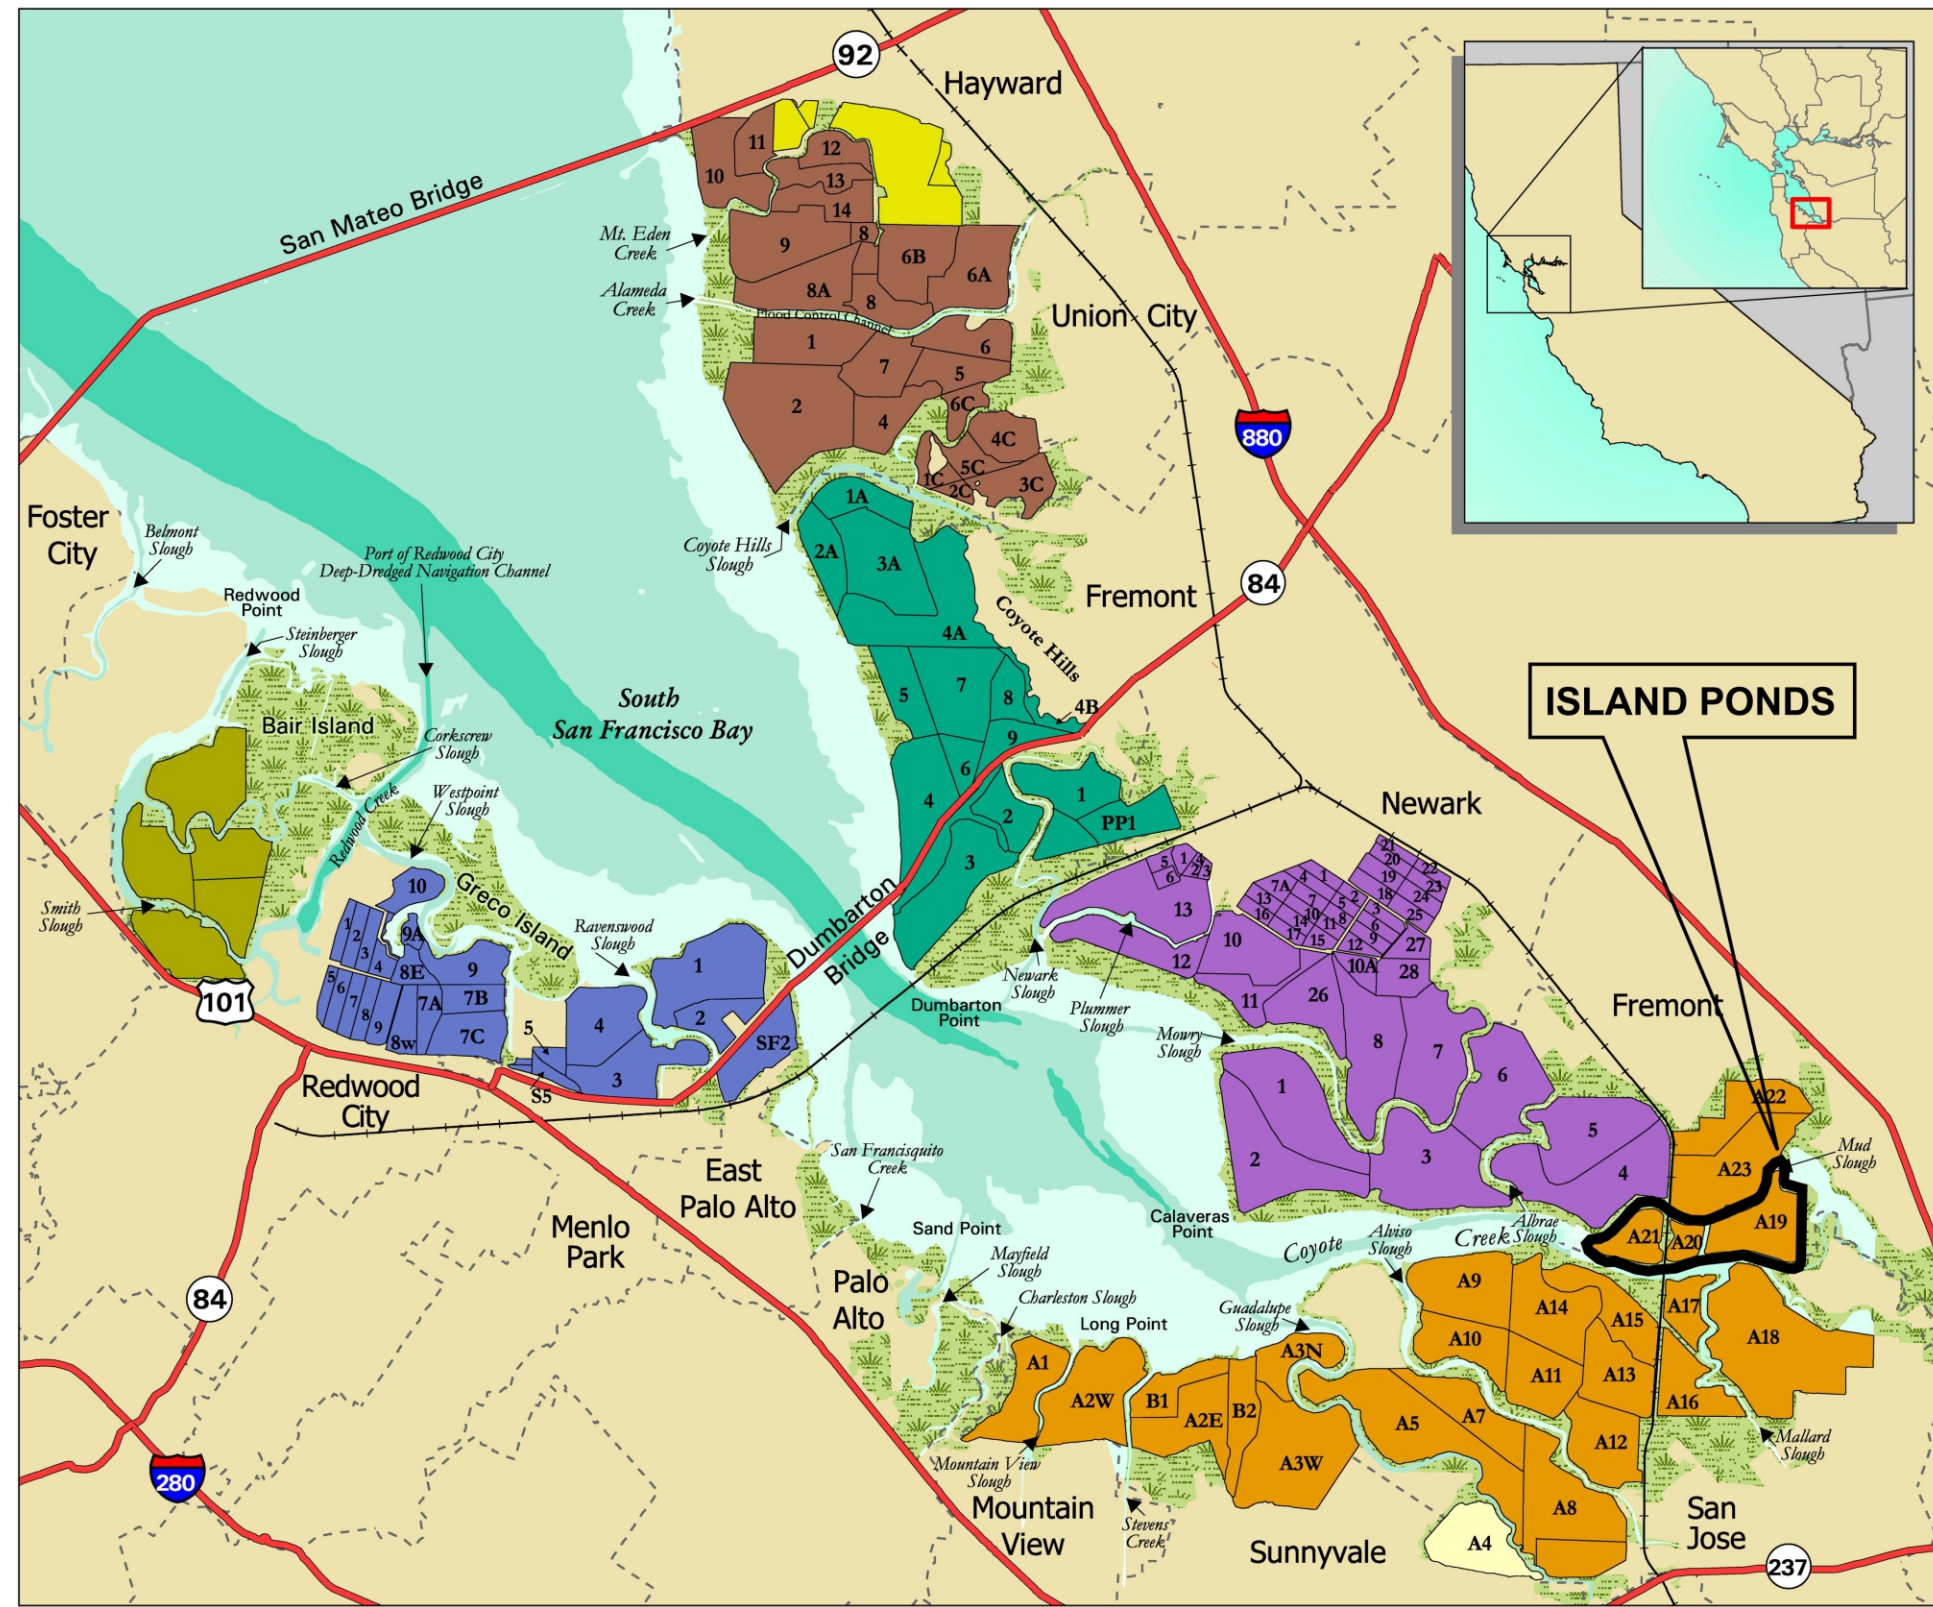 92
Hayward
San Mateo Bridge
11
12
10
13
14
Mt. Eden
Creek
9
8
6B
6A
Alameda
Creek
8A
8
Flood Control Channel
Union City
1
6
7
5
2
4
6C
4C
5C
1C
2C
3C
880
Foster
City
Belmont
Slough
Port of Redwood City
Deep-Dredged Navigation Channel
Coyote Hills
Slough
1A
2A
3A
4A
Fremont
84
Coyote Hills
Redwood
Point
Steinberger
Slough
Bair Island
Corkscrew
Slough
South
San Francisco Bay
5
7
8
4B
9
6
4
2
1
PP1
3
ISLAND PONDS
Westpoint
Slough
Redwood Creek
Newark
Smith
Slough
10
Greco Island
Ravenswood
Slough
Dumbarton
Bridge
101
1
2
3
4
9A
8E
9
5
6
7
8
9
7A
7B
8w
7C
5
4
1
2
SF2
3
S5
Redwood
City
5
1
4
6
2
3
13
10
12
11
21
20
22
19
23
18
24
25
7A
4
1
13
7
5
2
16
10
8
3
14
11
6
17
15
12
9
27
10A
28
26
8
7
6
Newark
Slough
Plummer
Slough
Dumbarton
Point
Mowry
Slough
1
2
3
5
4
Fremont
A22
A23
Mud
Slough
A19
A21
A20
San Francisquito
Creek
East
Palo Alto
Menlo
Park
Sand Point
Calaveras
Point
Coyote Creek
Alviso
Slough
Albrae
Slough
Mayfield
Slough
Palo
Alto
Charleston Slough
Long Point
Guadalupe
Slough
84
A9
A14
A15
A17
A18
A10
A11
A13
A16
A3N
A1
A2W
B1
A2E
B2
A5
A7
A12
A3W
A8
A4
Mallard
Slough
Mountain View
Slough
Mountain
View
Stevens
Creek
Sunnyvale
San
Jose
280
237